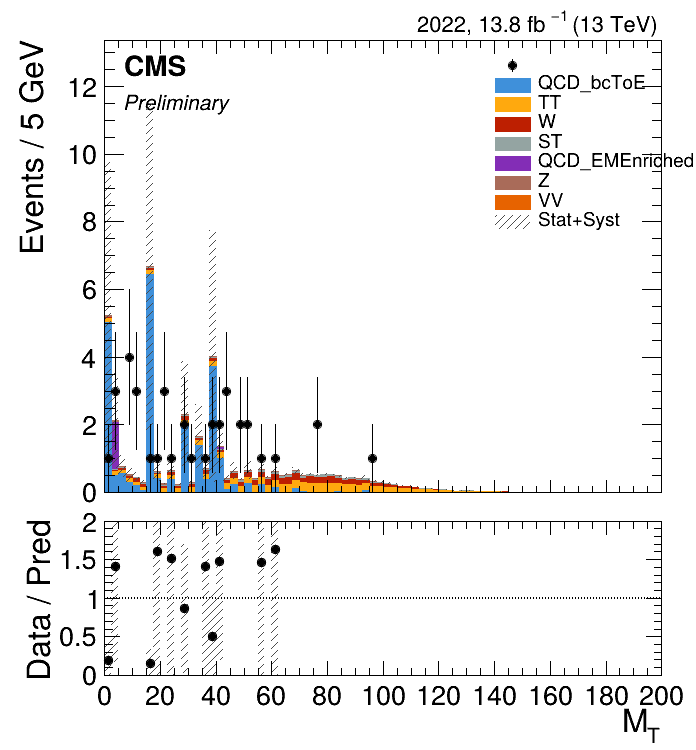 2022, 13.8 fb⁻¹ (13 TeV)
CMS
Preliminary
Events / 5 GeV
12
10
8
6
4
2
0
QCD_bcToE
TT
W
ST
QCD_EMEnriched
Z
VV
Stat+Syst
Data / Pred
2
1.5
1
0.5
0
0 20 40 60 80 100 120 140 160 180 200
M_T